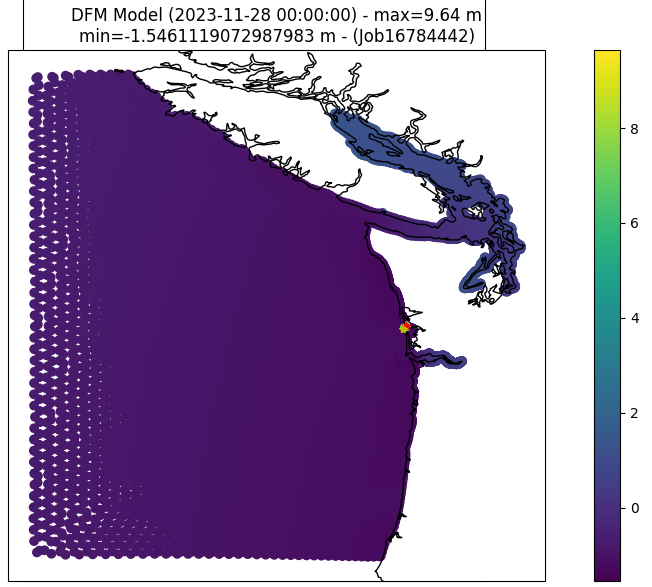 DFM Model (2023-11-28 00:00:00) - max=9.64 m
min=-1.5461119072987983 m - (Job16784442)
8
6
4
2
0